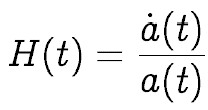 H(t) = ȧ(t) / a(t)